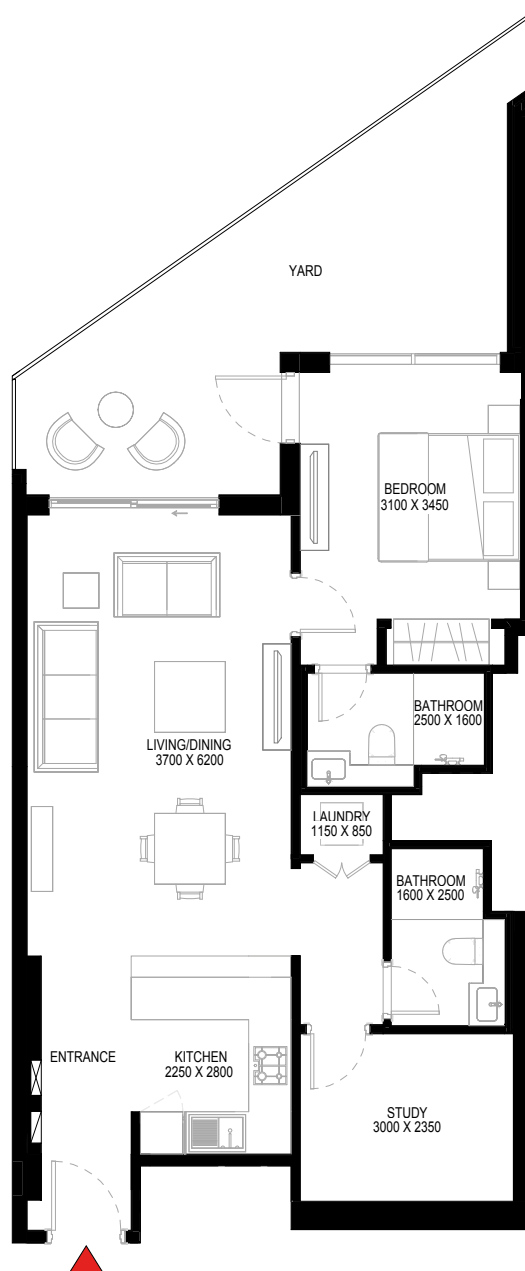 YARD
BEDROOM
3100 X 3450
BATHROOM
2500 X 1600
LIVING/DINING
3700 X 6200
LAUNDRY
1150 X 850
BATHROOM
1600 X 2500
ENTRANCE
KITCHEN
2250 X 2800
STUDY
3000 X 2350